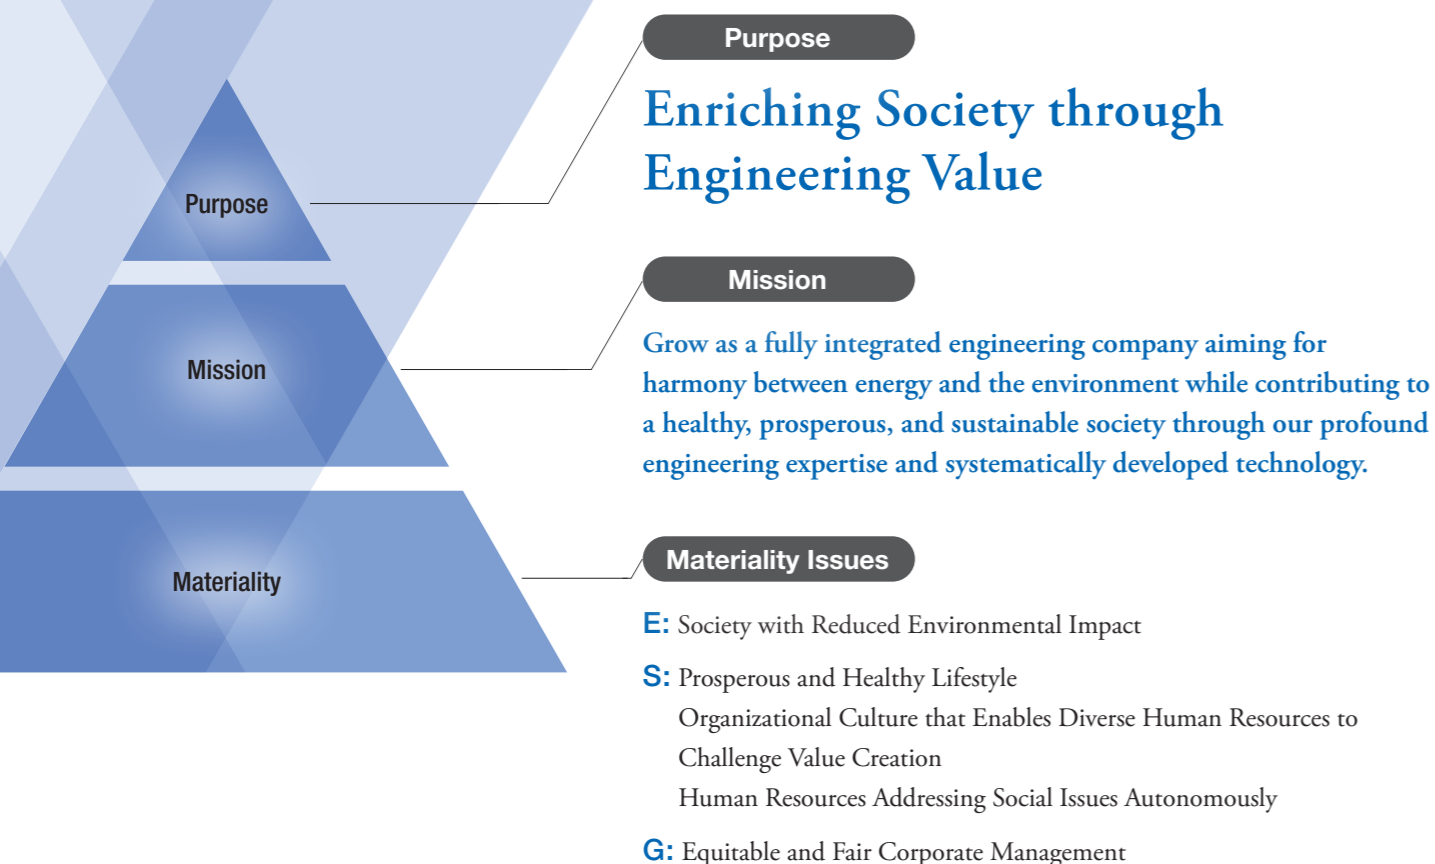 Purpose
Enriching Society through
Engineering Value
Purpose
Mission
Grow as a fully integrated engineering company aiming for
harmony between energy and the environment while contributing to
a healthy, prosperous, and sustainable society through our profound
engineering expertise and systematically developed technology.
Mission
Materiality Issues
Materiality
E: Society with Reduced Environmental Impact
S: Prosperous and Healthy Lifestyle
Organizational Culture that Enables Diverse Human Resources to
Challenge Value Creation
Human Resources Addressing Social Issues Autonomously
G: Equitable and Fair Corporate Management